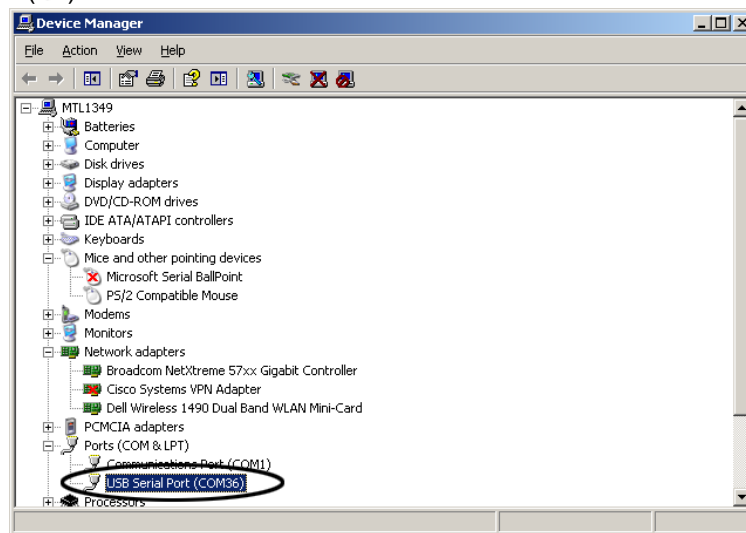 Device Manager
File Action View Help
MTL1349
Batteries
Computer
Disk drives
Display adapters
DVD/CD-ROM drives
IDE ATA/ATAPI controllers
Keyboards
Mice and other pointing devices
Microsoft Serial BallPoint
PS/2 Compatible Mouse
Modems
Monitors
Network adapters
Broadcom NetXtreme 57xx Gigabit Controller
Cisco Systems VPN Adapter
Dell Wireless 1490 Dual Band WLAN Mini-Card
PCMCIA adapters
Ports (COM & LPT)
Communications Port (COM1)
USB Serial Port (COM36)
Processors